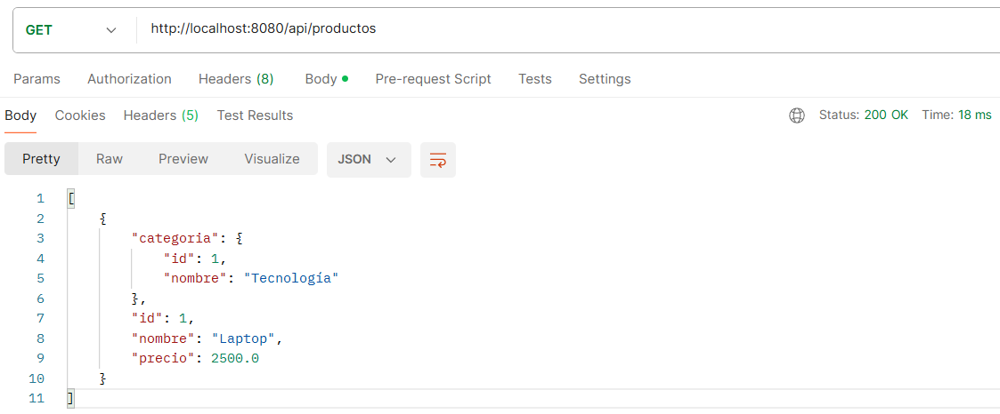 GET http://localhost:8080/api/productos
Params Authorization Headers (8) Body Pre-request Script Tests Settings
Body Cookies Headers (5) Test Results Status: 200 OK Time: 18 ms
Pretty Raw Preview Visualize JSON
1 [
2 {
3 "categoria": {
4 "id": 1,
5 "nombre": "Tecnología"
6 },
7 "id": 1,
8 "nombre": "Laptop",
9 "precio": 2500.0
10 }
11 ]